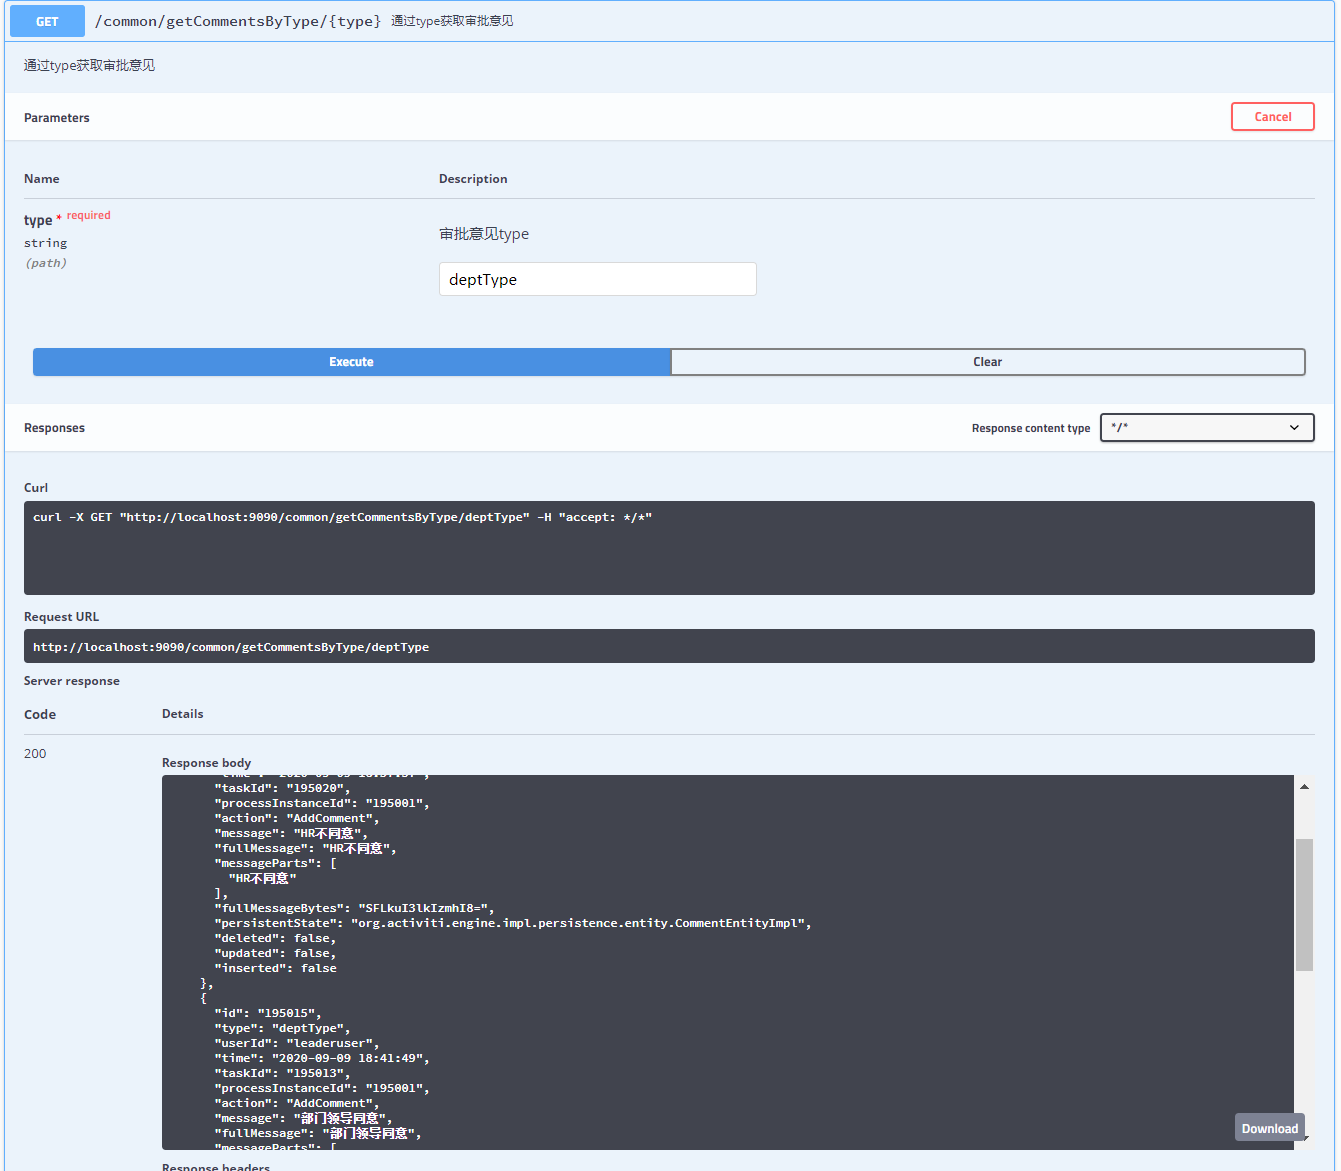 GET /common/getCommentsByType/{type} 通过type获取审批意见
通过type获取审批意见
Parameters Cancel
Name Description
type * required
string
(path)
审批意见type
deptType
Execute Clear
Responses Response content type */*
Curl
curl -X GET "http://localhost:9090/common/getCommentsByType/deptType" -H "accept: */*"
Request URL
http://localhost:9090/common/getCommentsByType/deptType
Server response
Code Details
200
Response body
"taskId": "195020",
"processInstanceId": "195001",
"action": "AddComment",
"message": "HR不同意",
"fullMessage": "HR不同意",
"messageParts": [
"HR不同意"
],
"fullMessageBytes": "SFLkuI3lkIzmhI8=",
"persistentState": "org.activiti.engine.impl.persistence.entity.CommentEntityImpl",
"deleted": false,
"updated": false,
"inserted": false
},
{
"id": "195015",
"type": "deptType",
"userId": "leaderuser",
"time": "2020-09-09 18:41:49",
"taskId": "195013",
"processInstanceId": "195001",
"action": "AddComment",
"message": "部门领导同意",
"fullMessage": "部门领导同意",
"messageParts": [
Download
Response headers